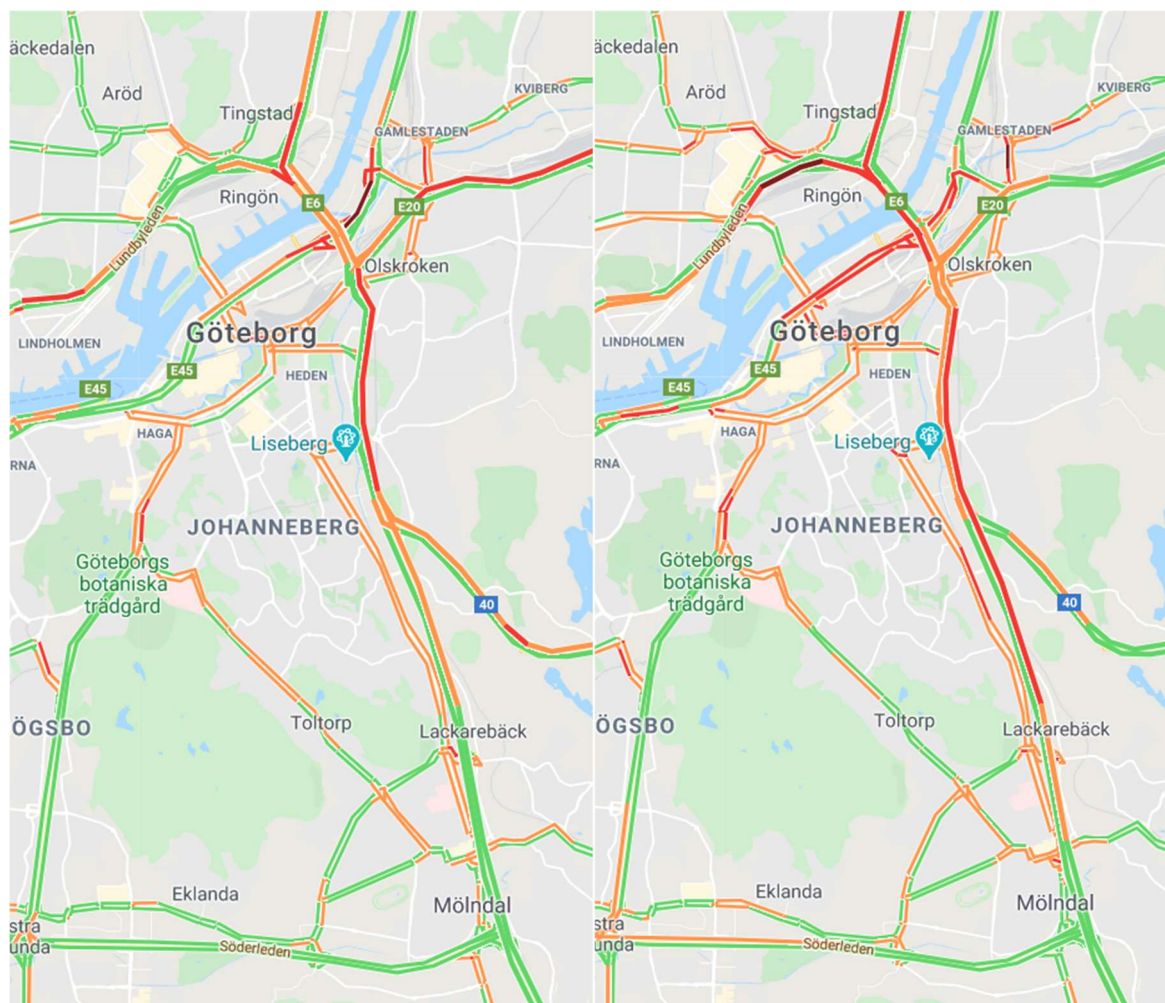 äckedalen
Aröd
Tingstad
KVIBERG
GAMLESTADEN
Ringön
E6
E20
Lundbyleden
Olskroken
Göteborg
LINDHOLMEN
E45
E45
HEDEN
HAGA
Liseberg
RNA
JOHANNEBERG
Göteborgs
botaniska
trädgård
40
ÖGSBO
Toltorp
Lackarebäck
Eklanda
Mölndal
stra
unda
Söderleden
äckedalen
Aröd
Tingstad
KVIBERG
GAMLESTADEN
Ringön
E6
E20
Lundbyleden
Olskroken
Göteborg
LINDHOLMEN
E45
E45
HEDEN
HAGA
Liseberg
RNA
JOHANNEBERG
Göteborgs
botaniska
trädgård
40
ÖGSBO
Toltorp
Lackarebäck
Eklanda
Mölndal
stra
unda
Söderleden